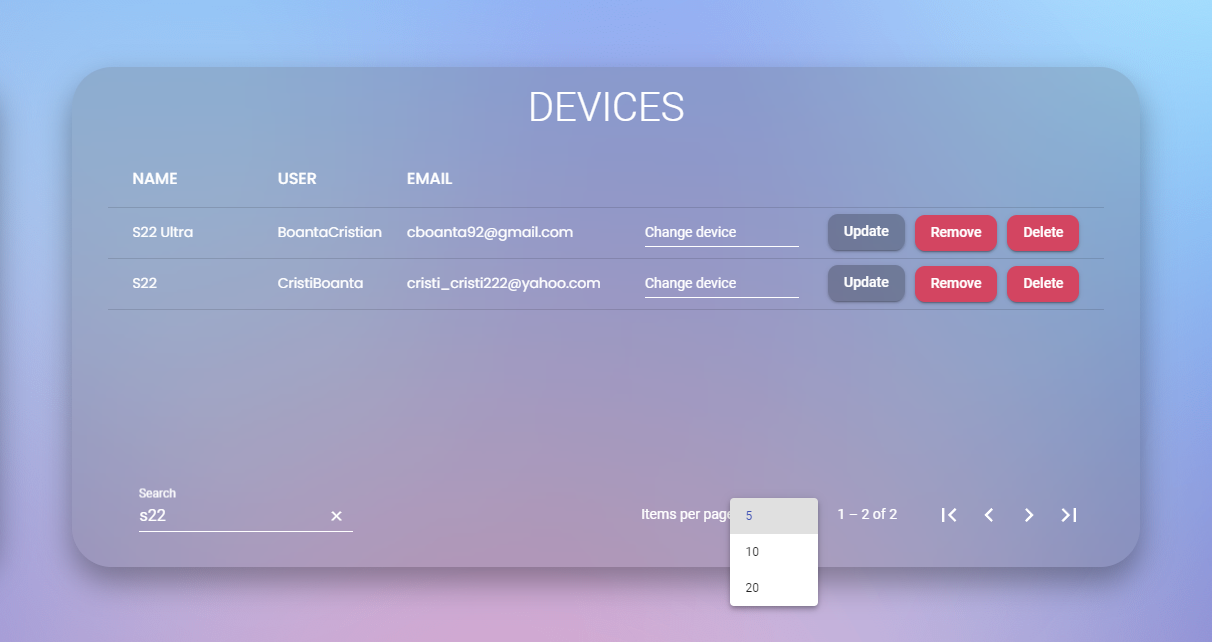 DEVICES
NAME USER EMAIL
S22 Ultra BoantaCristian cboanta92@gmail.com Change device Update Remove Delete
S22 CristiBoanta cristi_cristi222@yahoo.com Change device Update Remove Delete
Search
s22
Items per page 5 1 – 2 of 2
10
20